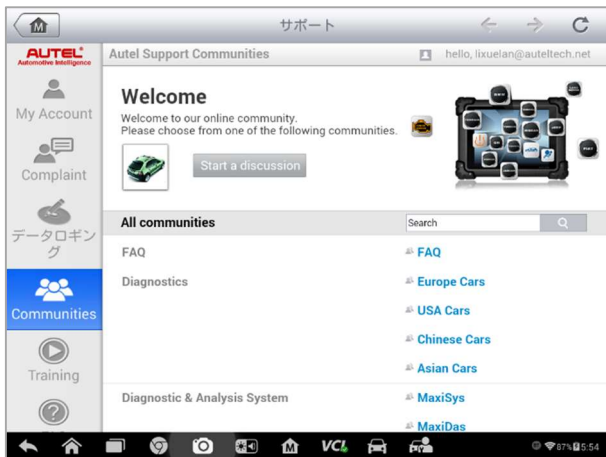 サポート
AUTEL
Automotive Intelligence
Autel Support Communities
hello, lixuelan@auteltech.net
My Account
Complaint
データロギン
グ
Communities
Training
Welcome
Welcome to our online community.
Please choose from one of the following communities.
Start a discussion
All communities
Search
FAQ
FAQ
Diagnostics
Europe Cars
USA Cars
Chinese Cars
Asian Cars
Diagnostic & Analysis System
MaxiSys
MaxiDas
VCI
87%
5:54